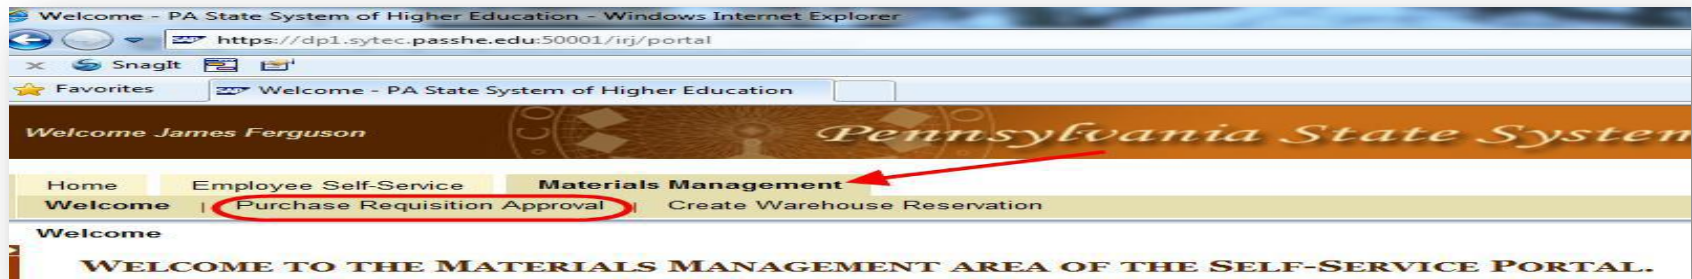 Welcome - PA State System of Higher Education - Windows Internet Explorer
https://dp1.sytec.passhe.edu:50001/irj/portal
x SnagIt
Favorites Welcome - PA State System of Higher Education
Welcome James Ferguson Pennsylvania State System
Home Employee Self-Service Materials Management
Welcome | Purchase Requisition Approval | Create Warehouse Reservation
Welcome
WELCOME TO THE MATERIALS MANAGEMENT AREA OF THE SELF-SERVICE PORTAL.